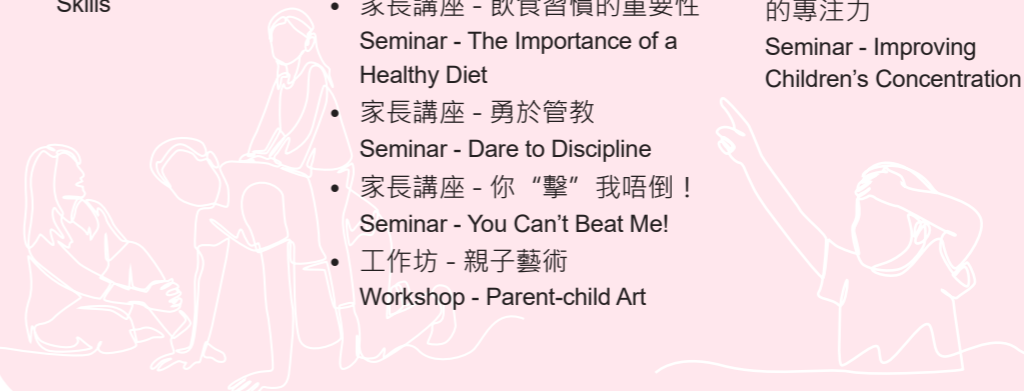 Skills
• 家長講座 - 飲食習慣的重要性
Seminar - The Importance of a
Healthy Diet
• 家長講座 - 勇於管教
Seminar - Dare to Discipline
• 家長講座 - 你“擊”我唔倒！
Seminar - You Can't Beat Me!
• 工作坊 - 親子藝術
Workshop - Parent-child Art
的專注力
Seminar - Improving
Children's Concentration